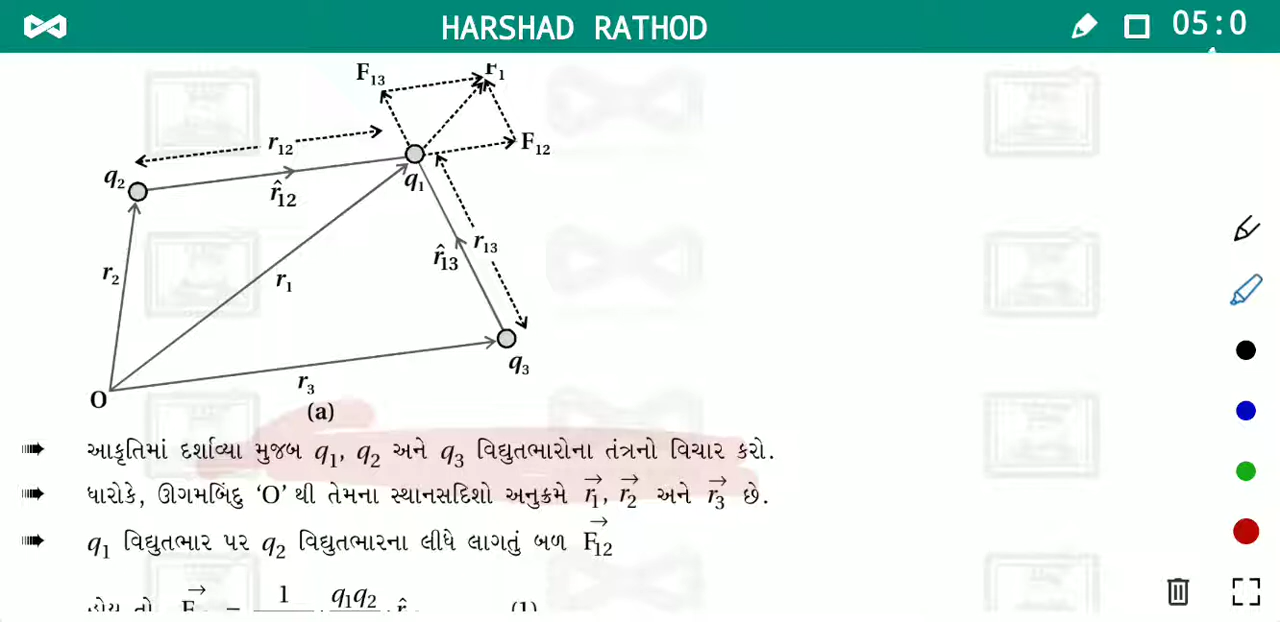 HARSHAD RATHOD 05:0
F13 F1
r12 F12
q2 q1
r̂12
r2 r1 r̂13 r13
q3
O r3
(a)
➠ આકૃતિમાં દર્શાવ્યા મુજબ q1, q2 અને q3 વિદ્યુતભારોના તંત્રનો વિચાર કરો.
➠ ધારોકે, ઊગમબિંદુ ‘O’ થી તેમના સ્થાનસદિશો અનુક્રમે r⃗1, r⃗2 અને r⃗3 છે.
➠ q1 વિદ્યુતભાર પર q2 વિદ્યુતભારના લીધે લાગતું બળ F⃗12
હોય તો 1 q1q2